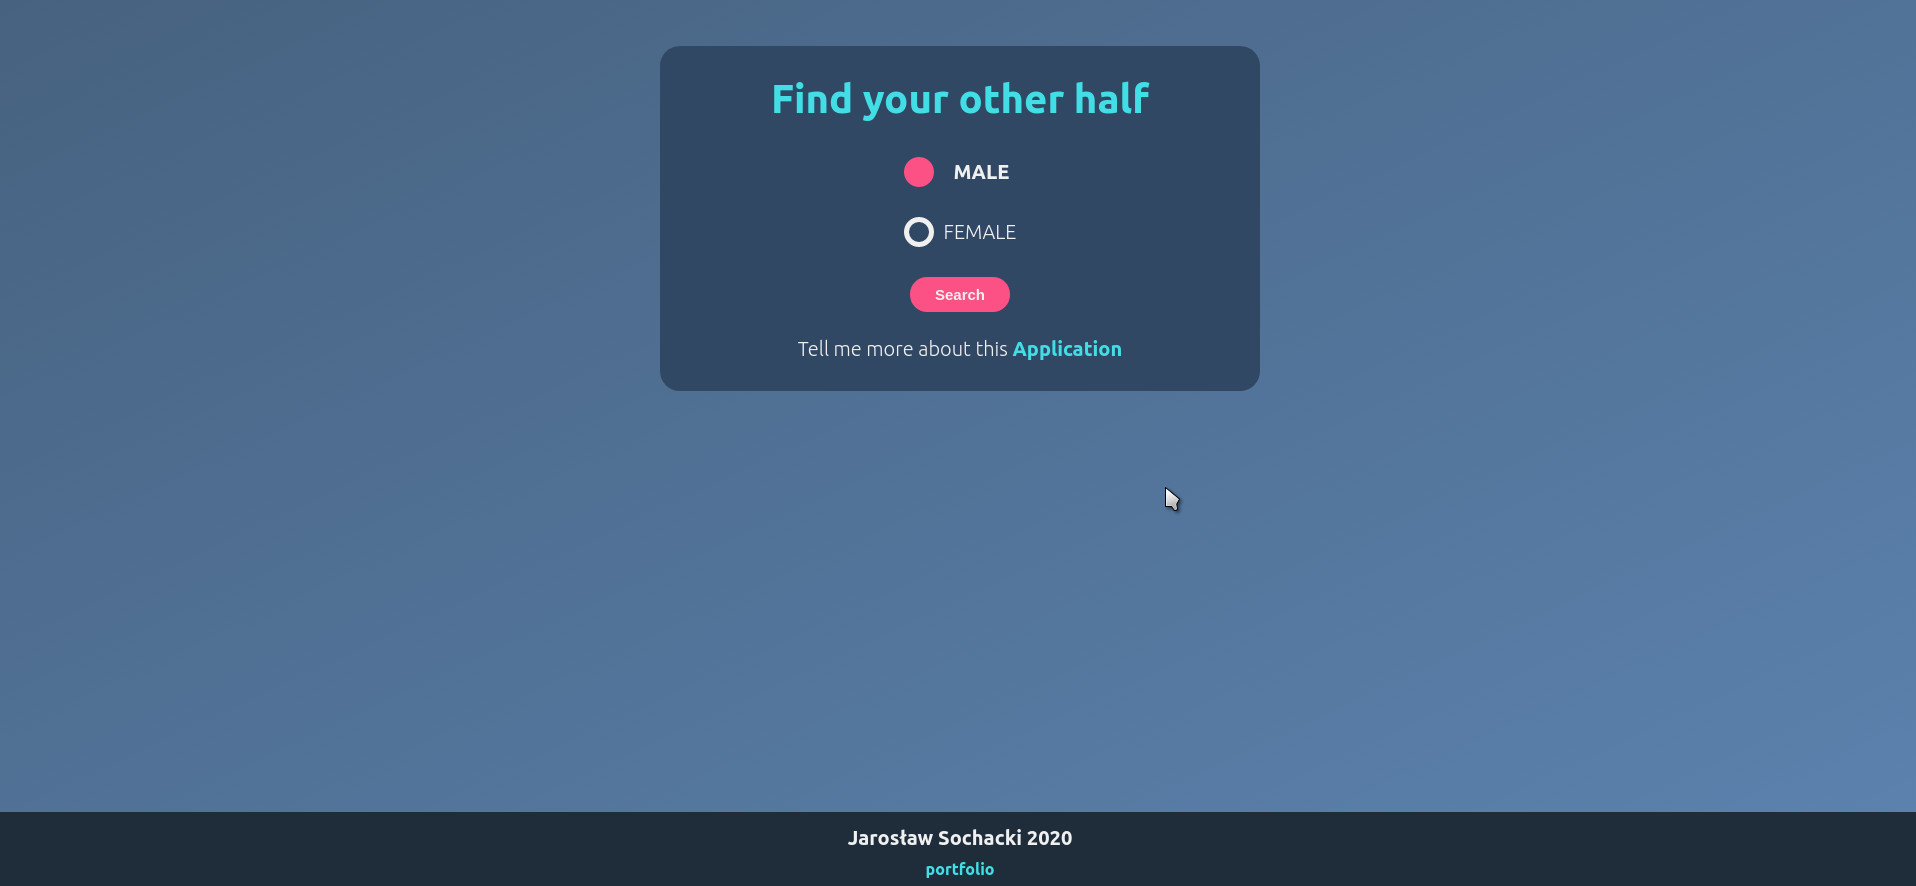 Find your other half
MALE
FEMALE
Search
Tell me more about this Application
Jarosław Sochacki 2020
portfolio